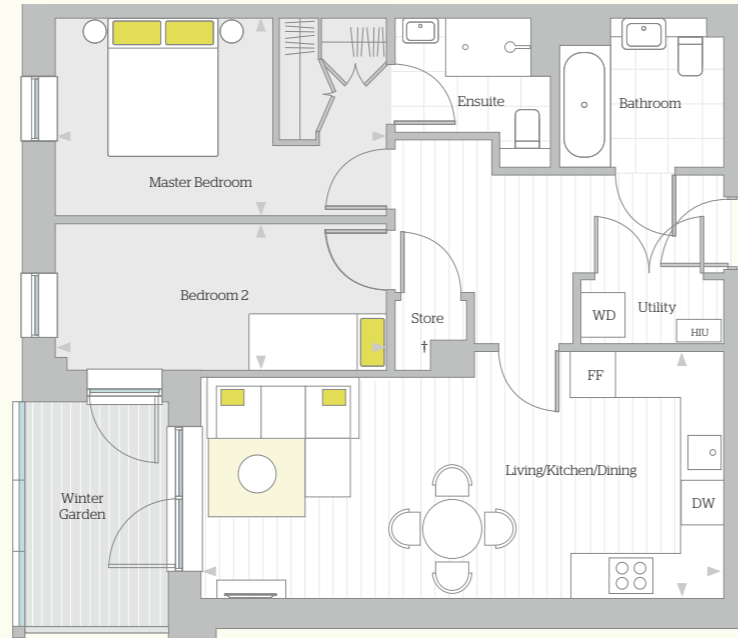 Ensuite
Bathroom
Master Bedroom
Bedroom 2
Store
†
Utility
WD
HIU
FF
Living/Kitchen/Dining
DW
Winter
Garden